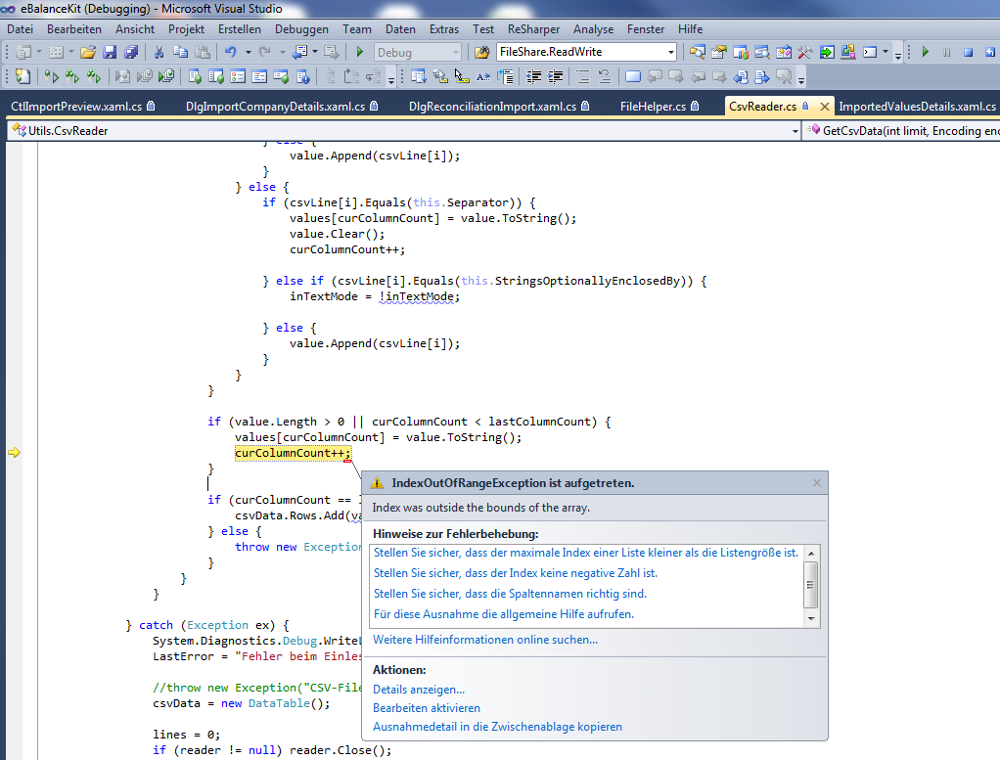 eBalanceKit (Debugging) - Microsoft Visual Studio
Datei Bearbeiten Ansicht Projekt Erstellen Debuggen Team Daten Extras Test ReSharper Analyse Fenster Hilfe
Debug FileShare.ReadWrite
CtlImportPreview.xaml.cs DlgImportCompanyDetails.xaml.cs DlgReconciliationImport.xaml.cs FileHelper.cs CsvReader.cs ImportedValuesDetails.xaml.cs
Utils.CsvReader GetCsvData(int limit, Encoding enc
} else {
value.Append(csvLine[i]);
}
} else {
if (csvLine[i].Equals(this.Separator)) {
values[curColumnCount] = value.ToString();
value.Clear();
curColumnCount++;
} else if (csvLine[i].Equals(this.StringsOptionallyEnclosedBy)) {
inTextMode = !inTextMode;
} else {
value.Append(csvLine[i]);
}
}
}
if (value.Length > 0 || curColumnCount < lastColumnCount) {
values[curColumnCount] = value.ToString();
curColumnCount++;
}
if (curColumnCount ==
csvData.Rows.Add(va
} else {
throw new Exception
}
}
}
} catch (Exception ex) {
System.Diagnostics.Debug.WriteL
LastError = "Fehler beim Einles
//throw new Exception("CSV-File
csvData = new DataTable();
lines = 0;
if (reader != null) reader.Close();
IndexOutOfRangeException ist aufgetreten.
Index was outside the bounds of the array.
Hinweise zur Fehlerbehebung:
Stellen Sie sicher, dass der maximale Index einer Liste kleiner als die Listengröße ist.
Stellen Sie sicher, dass der Index keine negative Zahl ist.
Stellen Sie sicher, dass die Spaltennamen richtig sind.
Für diese Ausnahme die allgemeine Hilfe aufrufen.
Weitere Hilfeinformationen online suchen...
Aktionen:
Details anzeigen...
Bearbeiten aktivieren
Ausnahmedetail in die Zwischenablage kopieren